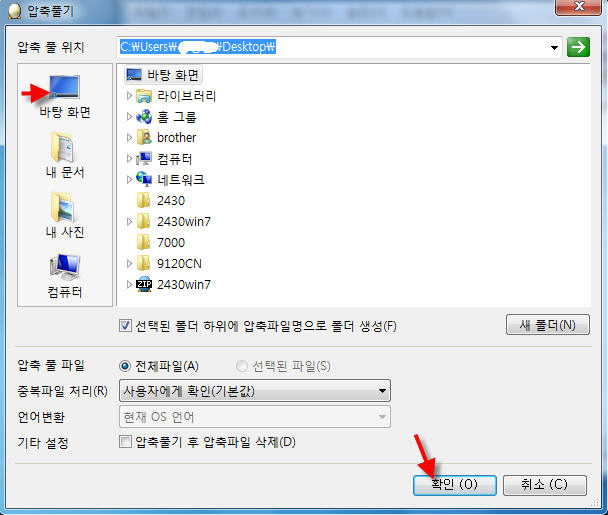 압축풀기
압축 풀 위치
C:\Users\ \Desktop\
바탕 화면
내 문서
내 사진
컴퓨터
바탕 화면
라이브러리
홈 그룹
brother
컴퓨터
네트워크
2430
2430win7
7000
9120CN
ZIP 2430win7
선택된 폴더 하위에 압축파일명으로 폴더 생성(F)
새 폴더(N)
압축 풀 파일 전체파일(A) 선택된 파일(S)
중복파일 처리(R) 사용자에게 확인(기본값)
언어변환 현재 OS 언어
기타 설정 압축풀기 후 압축파일 삭제(D)
확인 (O) 취소 (C)